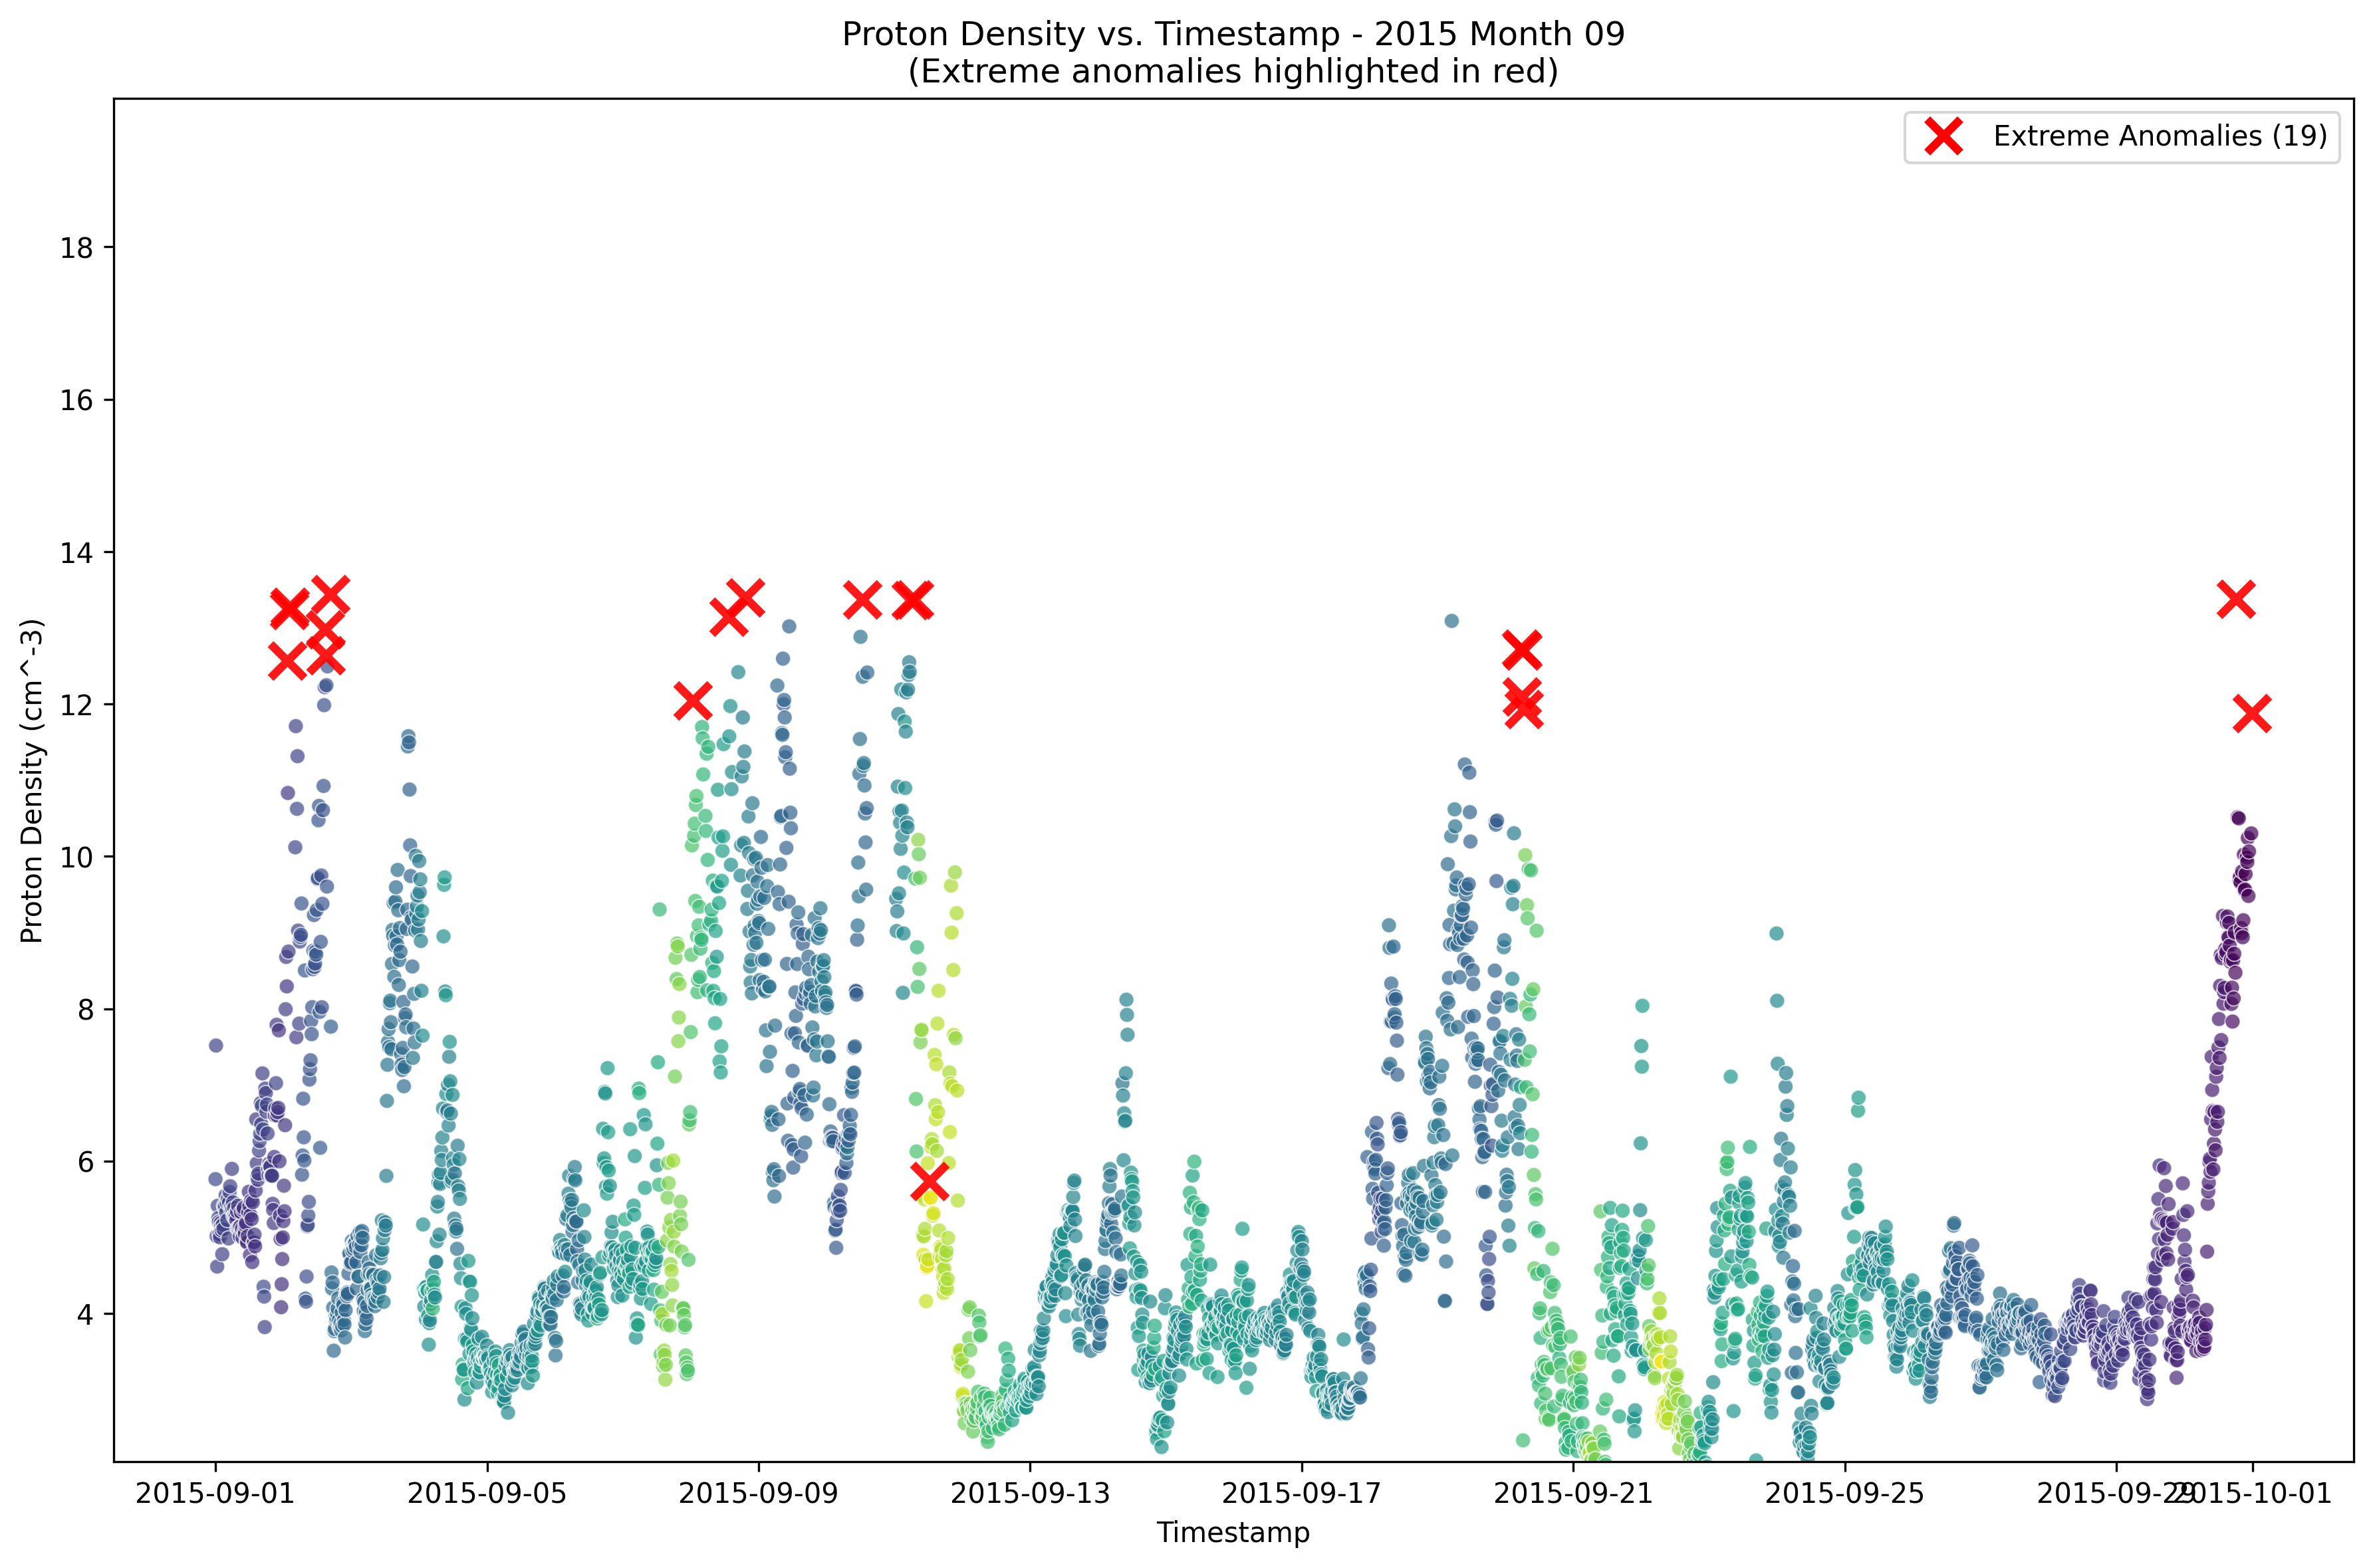 Proton Density vs. Timestamp - 2015 Month 09
(Extreme anomalies highlighted in red)
Extreme Anomalies (19)
Proton Density (cm^-3)
18
16
14
12
10
8
6
4
2015-09-01 2015-09-05 2015-09-09 2015-09-13 2015-09-17 2015-09-21 2015-09-25 2015-09-29 2015-10-01
Timestamp